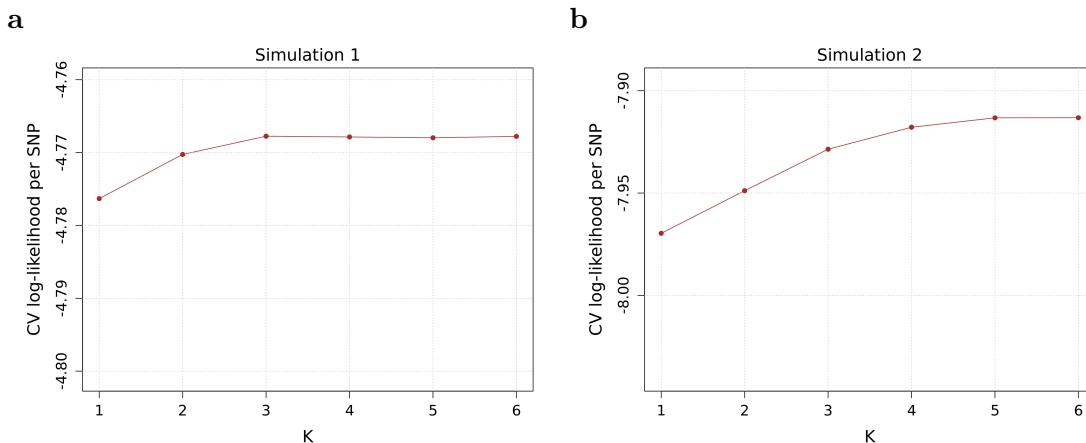 a
Simulation 1
CV log-likelihood per SNP
-4.76
-4.77
-4.78
-4.79
-4.80
1 2 3 4 5 6
K
b
Simulation 2
CV log-likelihood per SNP
-7.90
-7.95
-8.00
1 2 3 4 5 6
K